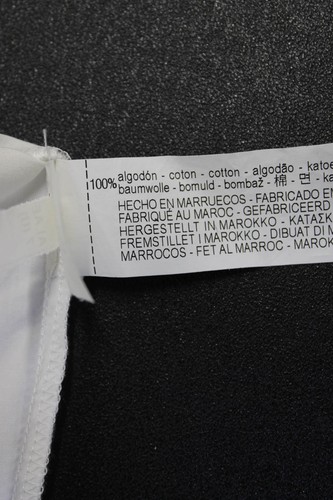 100% algodón - coton - cotton - algodão - katoe
baumwolle - bomuld - bombaž - 棉 - 면 - ka
HECHO EN MARRUECOS - FABRICADO EN
FABRIQUÉ AU MAROC - GEFABRICEERD
HERGESTELLT IN MAROKKO - ΚΑΤΑΣΚ
FREMSTILLET I MAROKKO - DIBUAT DI M
MARROCOS - FET AL MARROC - MAROK